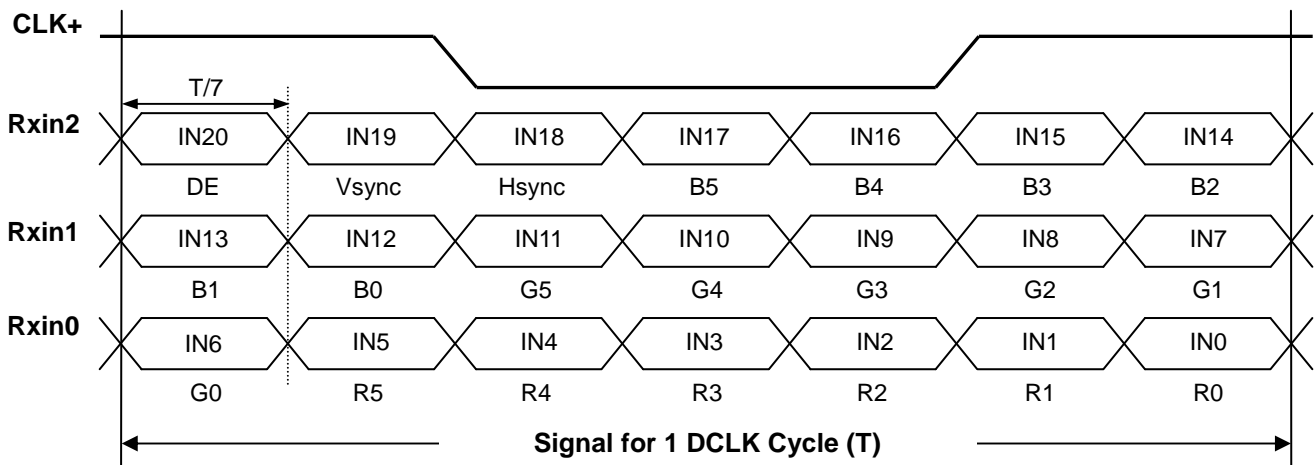 CLK+
T/7
Rxin2 IN20 IN19 IN18 IN17 IN16 IN15 IN14
DE Vsync Hsync B5 B4 B3 B2
Rxin1 IN13 IN12 IN11 IN10 IN9 IN8 IN7
B1 B0 G5 G4 G3 G2 G1
Rxin0 IN6 IN5 IN4 IN3 IN2 IN1 IN0
G0 R5 R4 R3 R2 R1 R0
Signal for 1 DCLK Cycle (T)